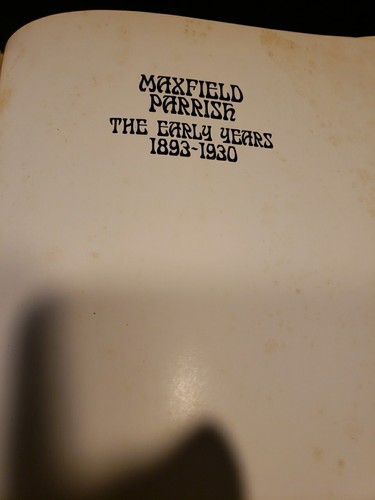 MAXFIELD
PARRISH
THE EARLY YEARS
1893-1930